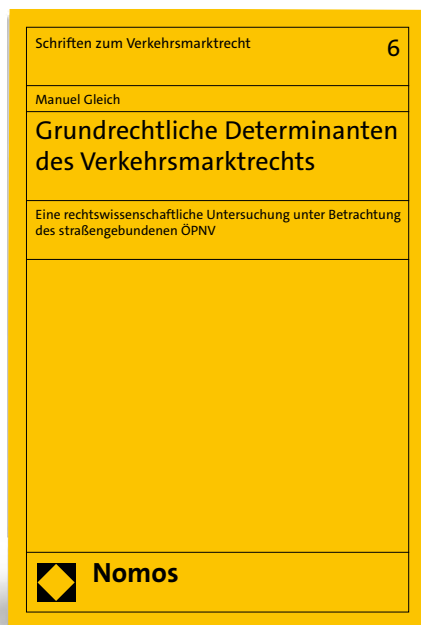 Schriften zum Verkehrsmarktrecht
6
Manuel Gleich
Grundrechtliche Determinanten
des Verkehrsmarktrechts
Eine rechtswissenschaftliche Untersuchung unter Betrachtung
des straßengebundenen ÖPNV
Nomos